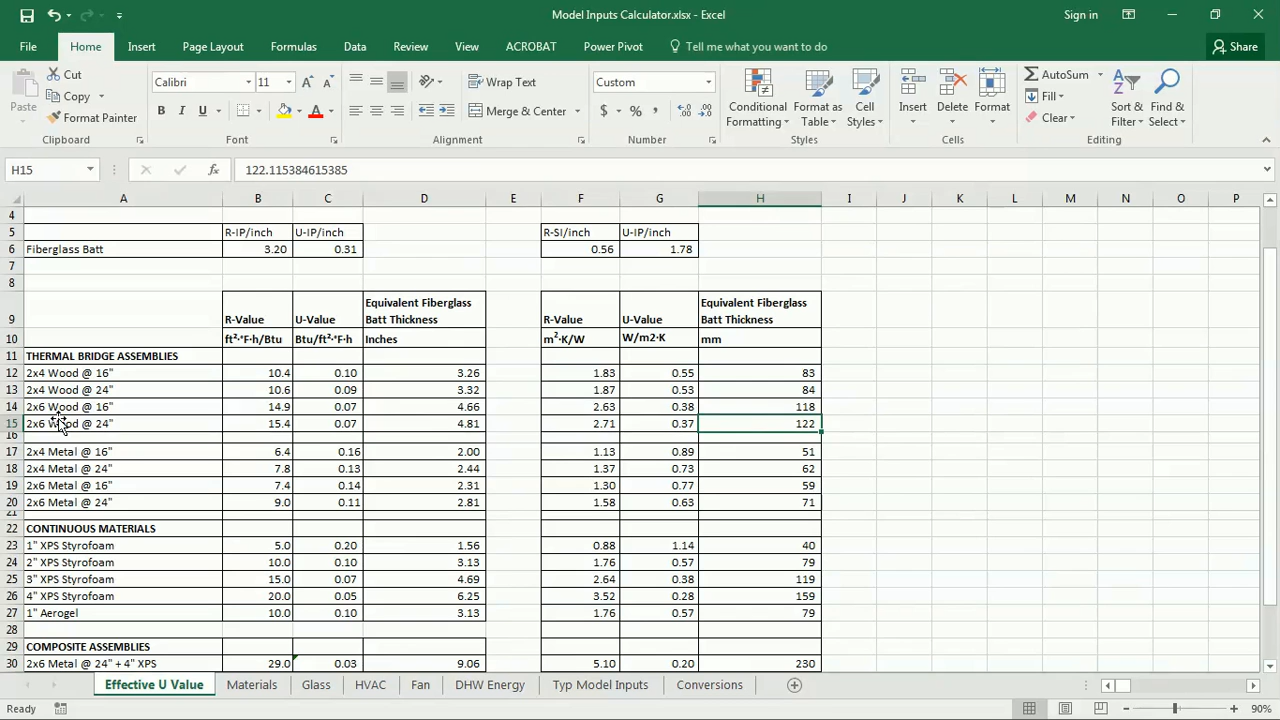 Model Inputs Calculator.xlsx - Excel
Sign in
File Home Insert Page Layout Formulas Data Review View ACROBAT Power Pivot Tell me what you want to do Share
Paste
Cut
Copy
Format Painter
Clipboard
Calibri 11
B I U
Font
Wrap Text
Merge & Center
Alignment
Custom
$ % ,
Number
Conditional Formatting
Format as Table
Cell Styles
Styles
Insert Delete Format
Cells
AutoSum
Fill
Clear
Sort & Filter
Find & Select
Editing
H15 fx 122.115384615385
A B C D E F G H I J K L M N O P
4
5 R-IP/inch U-IP/inch R-SI/inch U-IP/inch
6 Fiberglass Batt 3.20 0.31 0.56 1.78
7
8
9 R-Value U-Value Equivalent Fiberglass Batt Thickness R-Value U-Value Equivalent Fiberglass Batt Thickness
10 ft²·°F·h/Btu Btu/ft²·°F·h Inches m²·K/W W/m2·K mm
11 THERMAL BRIDGE ASSEMBLIES
12 2x4 Wood @ 16" 10.4 0.10 3.26 1.83 0.55 83
13 2x4 Wood @ 24" 10.6 0.09 3.32 1.87 0.53 84
14 2x6 Wood @ 16" 14.9 0.07 4.66 2.63 0.38 118
15 2x6 Wood @ 24" 15.4 0.07 4.81 2.71 0.37 122
16
17 2x4 Metal @ 16" 6.4 0.16 2.00 1.13 0.89 51
18 2x4 Metal @ 24" 7.8 0.13 2.44 1.37 0.73 62
19 2x6 Metal @ 16" 7.4 0.14 2.31 1.30 0.77 59
20 2x6 Metal @ 24" 9.0 0.11 2.81 1.58 0.63 71
21
22 CONTINUOUS MATERIALS
23 1" XPS Styrofoam 5.0 0.20 1.56 0.88 1.14 40
24 2" XPS Styrofoam 10.0 0.10 3.13 1.76 0.57 79
25 3" XPS Styrofoam 15.0 0.07 4.69 2.64 0.38 119
26 4" XPS Styrofoam 20.0 0.05 6.25 3.52 0.28 159
27 1" Aerogel 10.0 0.10 3.13 1.76 0.57 79
28
29 COMPOSITE ASSEMBLIES
30 2x6 Metal @ 24" + 4" XPS 29.0 0.03 9.06 5.10 0.20 230
Effective U Value Materials Glass HVAC Fan DHW Energy Typ Model Inputs Conversions
Ready 90%